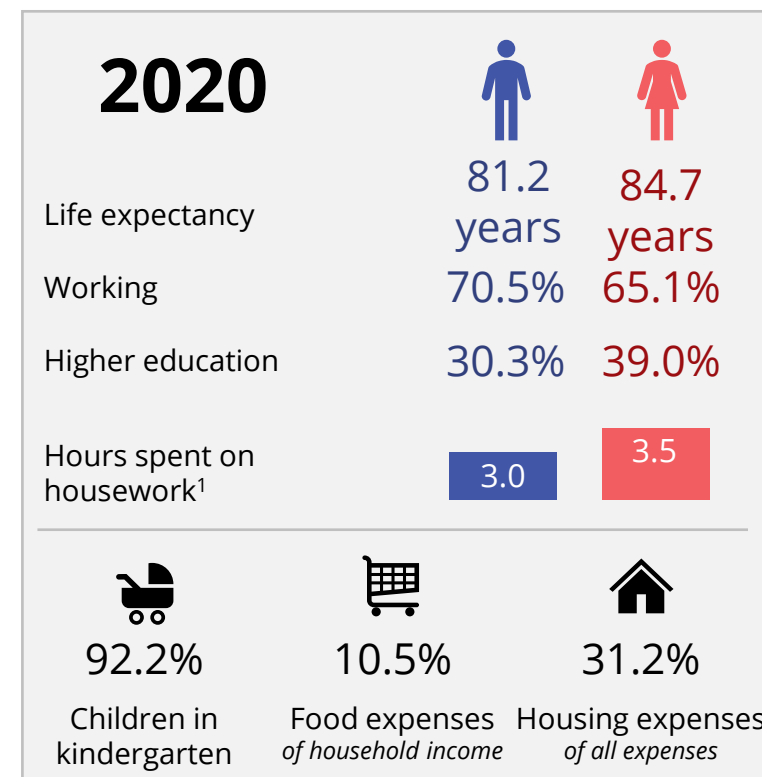 2020
81.2 84.7
Life expectancy years years
Working 70.5% 65.1%
Higher education 30.3% 39.0%
Hours spent on
housework¹ 3.0 3.5
92.2% 10.5% 31.2%
Children in Food expenses Housing expenses
kindergarten of household income of all expenses